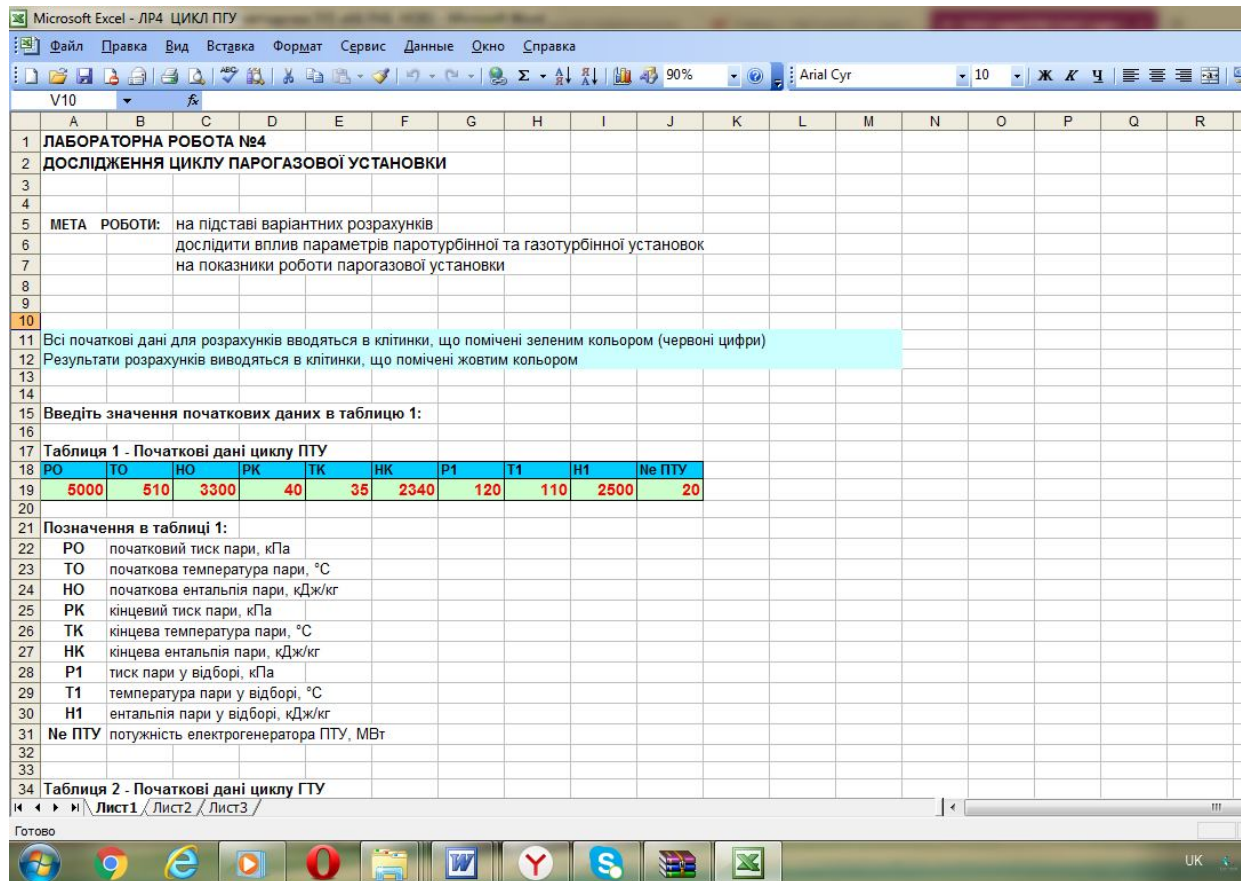 Microsoft Excel - ЛР4 ЦИКЛ ПГУ
Файл Правка Вид Вставка Формат Сервис Данные Окно Справка
90% Arial Cyr 10 Ж К Ч
V10 fx
A B C D E F G H I J K L M N O P Q R
1 ЛАБОРАТОРНА РОБОТА №4
2 ДОСЛІДЖЕННЯ ЦИКЛУ ПАРОГАЗОВОЇ УСТАНОВКИ
3
4
5 МЕТА РОБОТИ: на підставі варіантних розрахунків
6 дослідити вплив параметрів паротурбінної та газотурбінної установок
7 на показники роботи парогазової установки
8
9
10
11 Всі початкові дані для розрахунків вводяться в клітинки, що помічені зеленим кольором (червоні цифри)
12 Результати розрахунків виводяться в клітинки, що помічені жовтим кольором
13
14
15 Введіть значення початкових даних в таблицю 1:
16
17 Таблиця 1 - Початкові дані циклу ПТУ
18 PO TO HO PK TK HK P1 T1 H1 Ne ПТУ
19 5000 510 3300 40 35 2340 120 110 2500 20
20
21 Позначення в таблиці 1:
22 PO початковий тиск пари, кПа
23 TO початкова температура пари, °С
24 HO початкова ентальпія пари, кДж/кг
25 PK кінцевий тиск пари, кПа
26 TK кінцева температура пари, °С
27 HK кінцева ентальпія пари, кДж/кг
28 P1 тиск пари у відборі, кПа
29 T1 температура пари у відборі, °С
30 H1 ентальпія пари у відборі, кДж/кг
31 Ne ПТУ потужність електрогенератора ПТУ, МВт
32
33
34 Таблиця 2 - Початкові дані циклу ГТУ
Лист1 Лист2 Лист3
Готово
UK